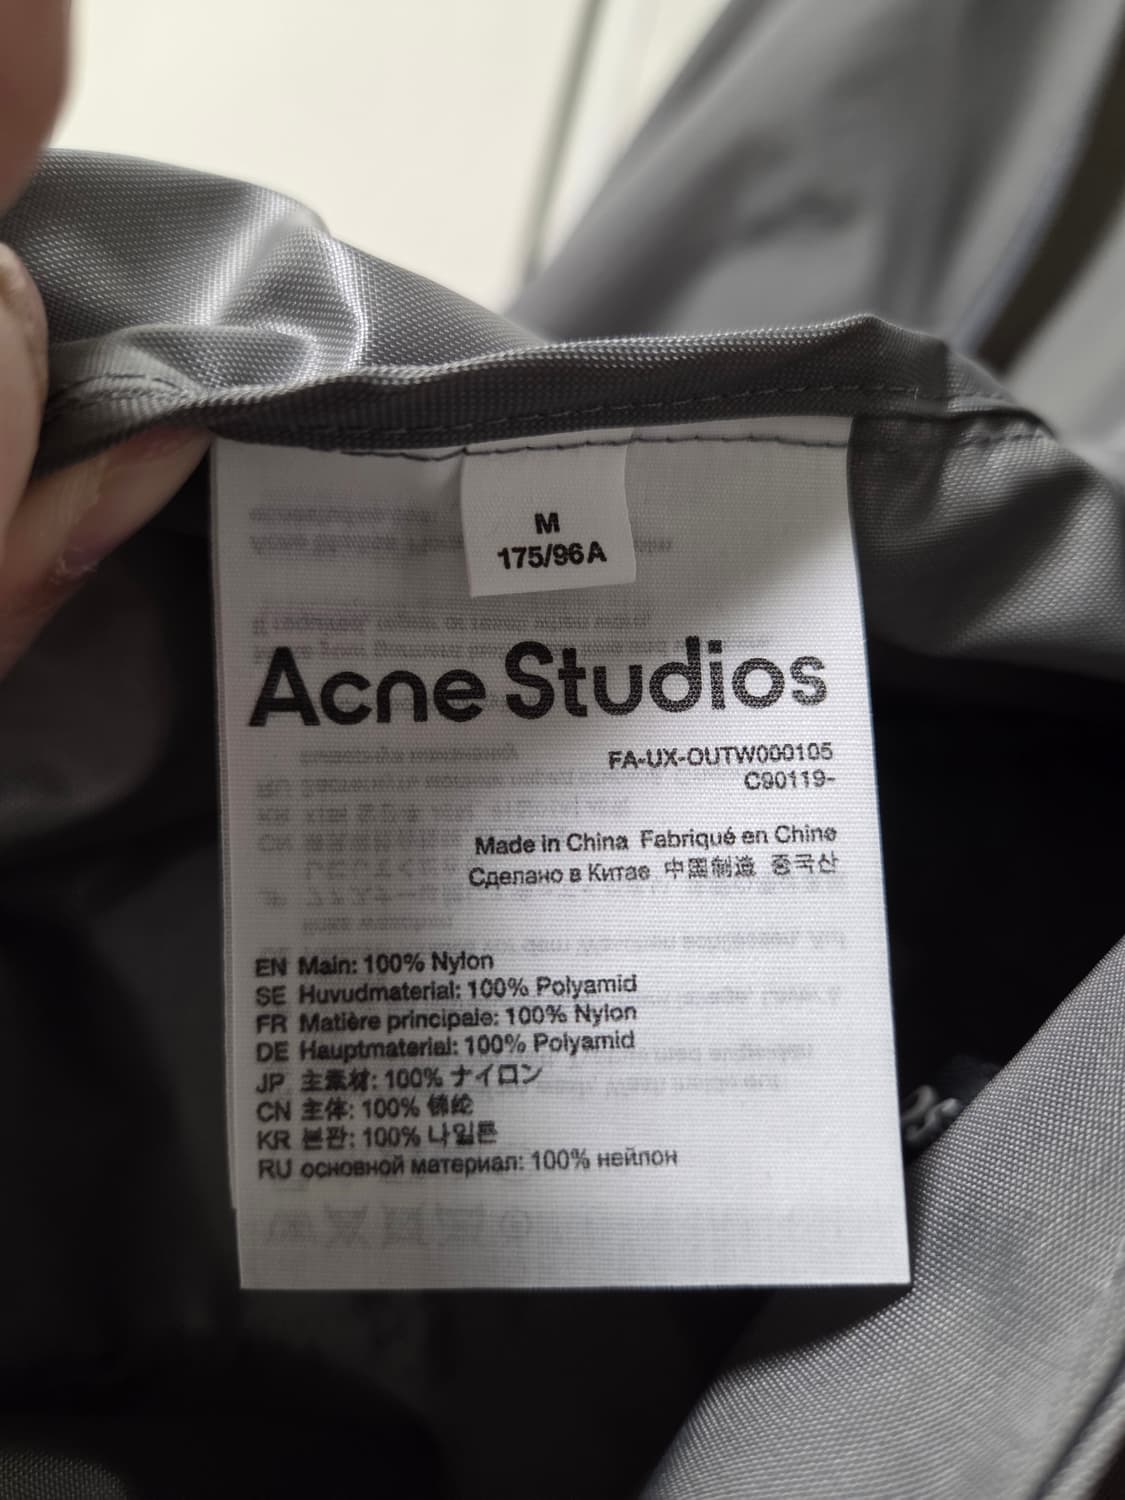 M
175/96A
Acne Studios
FA-UX-OUTW000105
C90119-
Made in China Fabriqué en Chine
Сделано в Китае 中国制造 중국산
EN Main: 100% Nylon
SE Huvudmaterial: 100% Polyamid
FR Matière principale: 100% Nylon
DE Hauptmaterial: 100% Polyamid
JP 主素材: 100% ナイロン
CN 主体: 100% 锦纶
KR 본판: 100% 나일론
RU основной материал: 100% нейлон